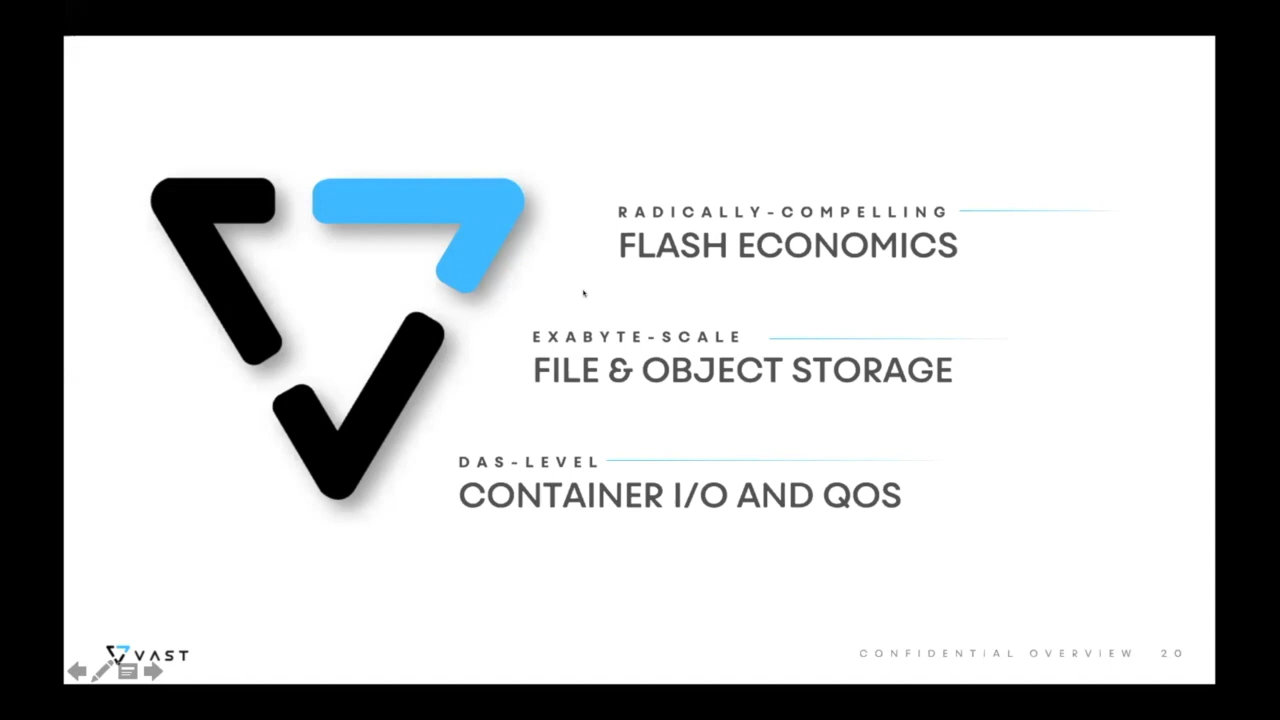 RADICALLY-COMPELLING
FLASH ECONOMICS
EXABYTE-SCALE
FILE & OBJECT STORAGE
DAS-LEVEL
CONTAINER I/O AND QOS
VAST
CONFIDENTIAL OVERVIEW 20